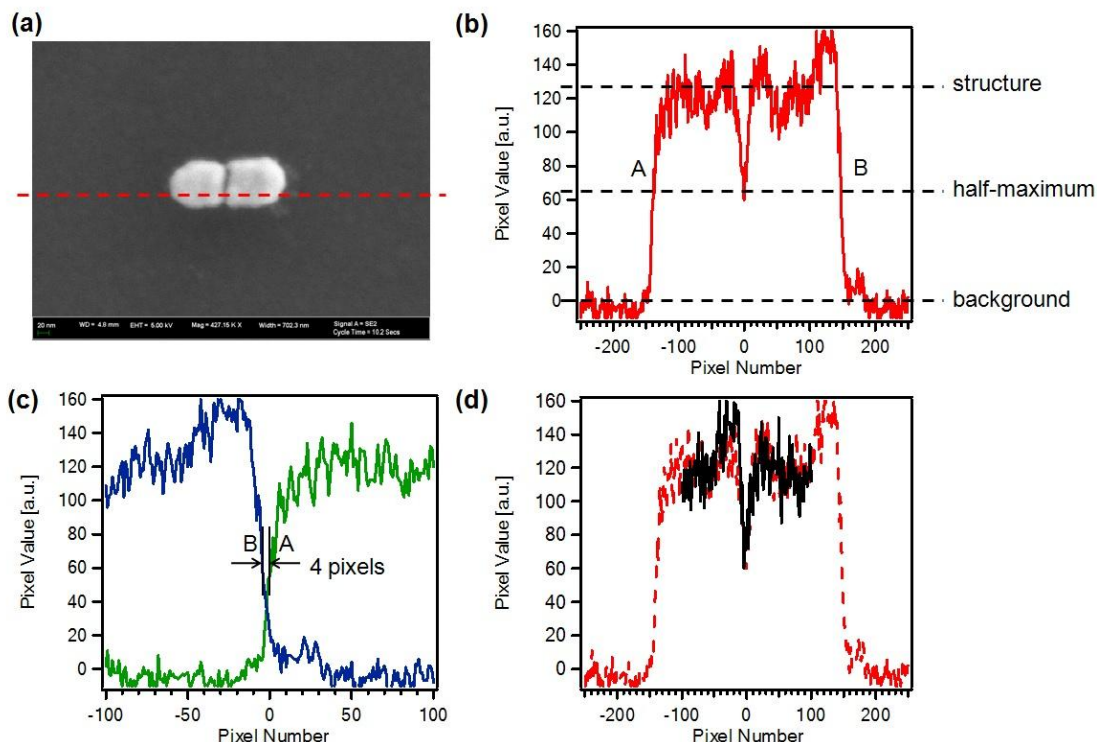 (a)
20 nm WD = 4.8 mm EHT = 5.00 kV Mag = 427.15 K X Width = 702.3 nm Signal A = SE2
Cycle Time = 10.2 Secs
(b)
160
140
120
100
80
60
40
20
0
Pixel Value [a.u.]
A
B
structure
half-maximum
background
-200 -100 0 100 200
Pixel Number
(c)
160
140
120
100
80
60
40
20
0
Pixel Value [a.u.]
B A
4 pixels
-100 -50 0 50 100
Pixel Number
(d)
160
140
120
100
80
60
40
20
0
Pixel Value [a.u.]
-200 -100 0 100 200
Pixel Number